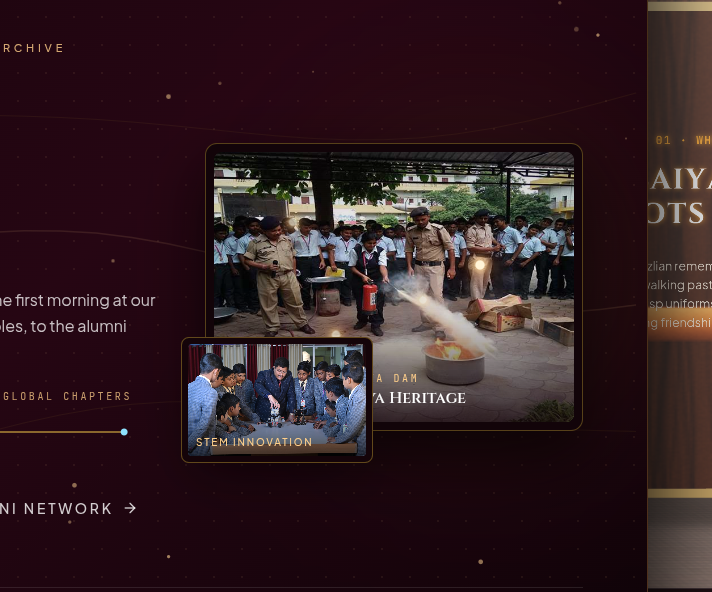 RCHIVE
he first morning at our
les, to the alumni
GLOBAL CHAPTERS
NI NETWORK →
A DAM
YA HERITAGE
STEM INNOVATION
01 · WH
AIYA
OTS
zlian remem
walking past
sp uniforms
g friendshi